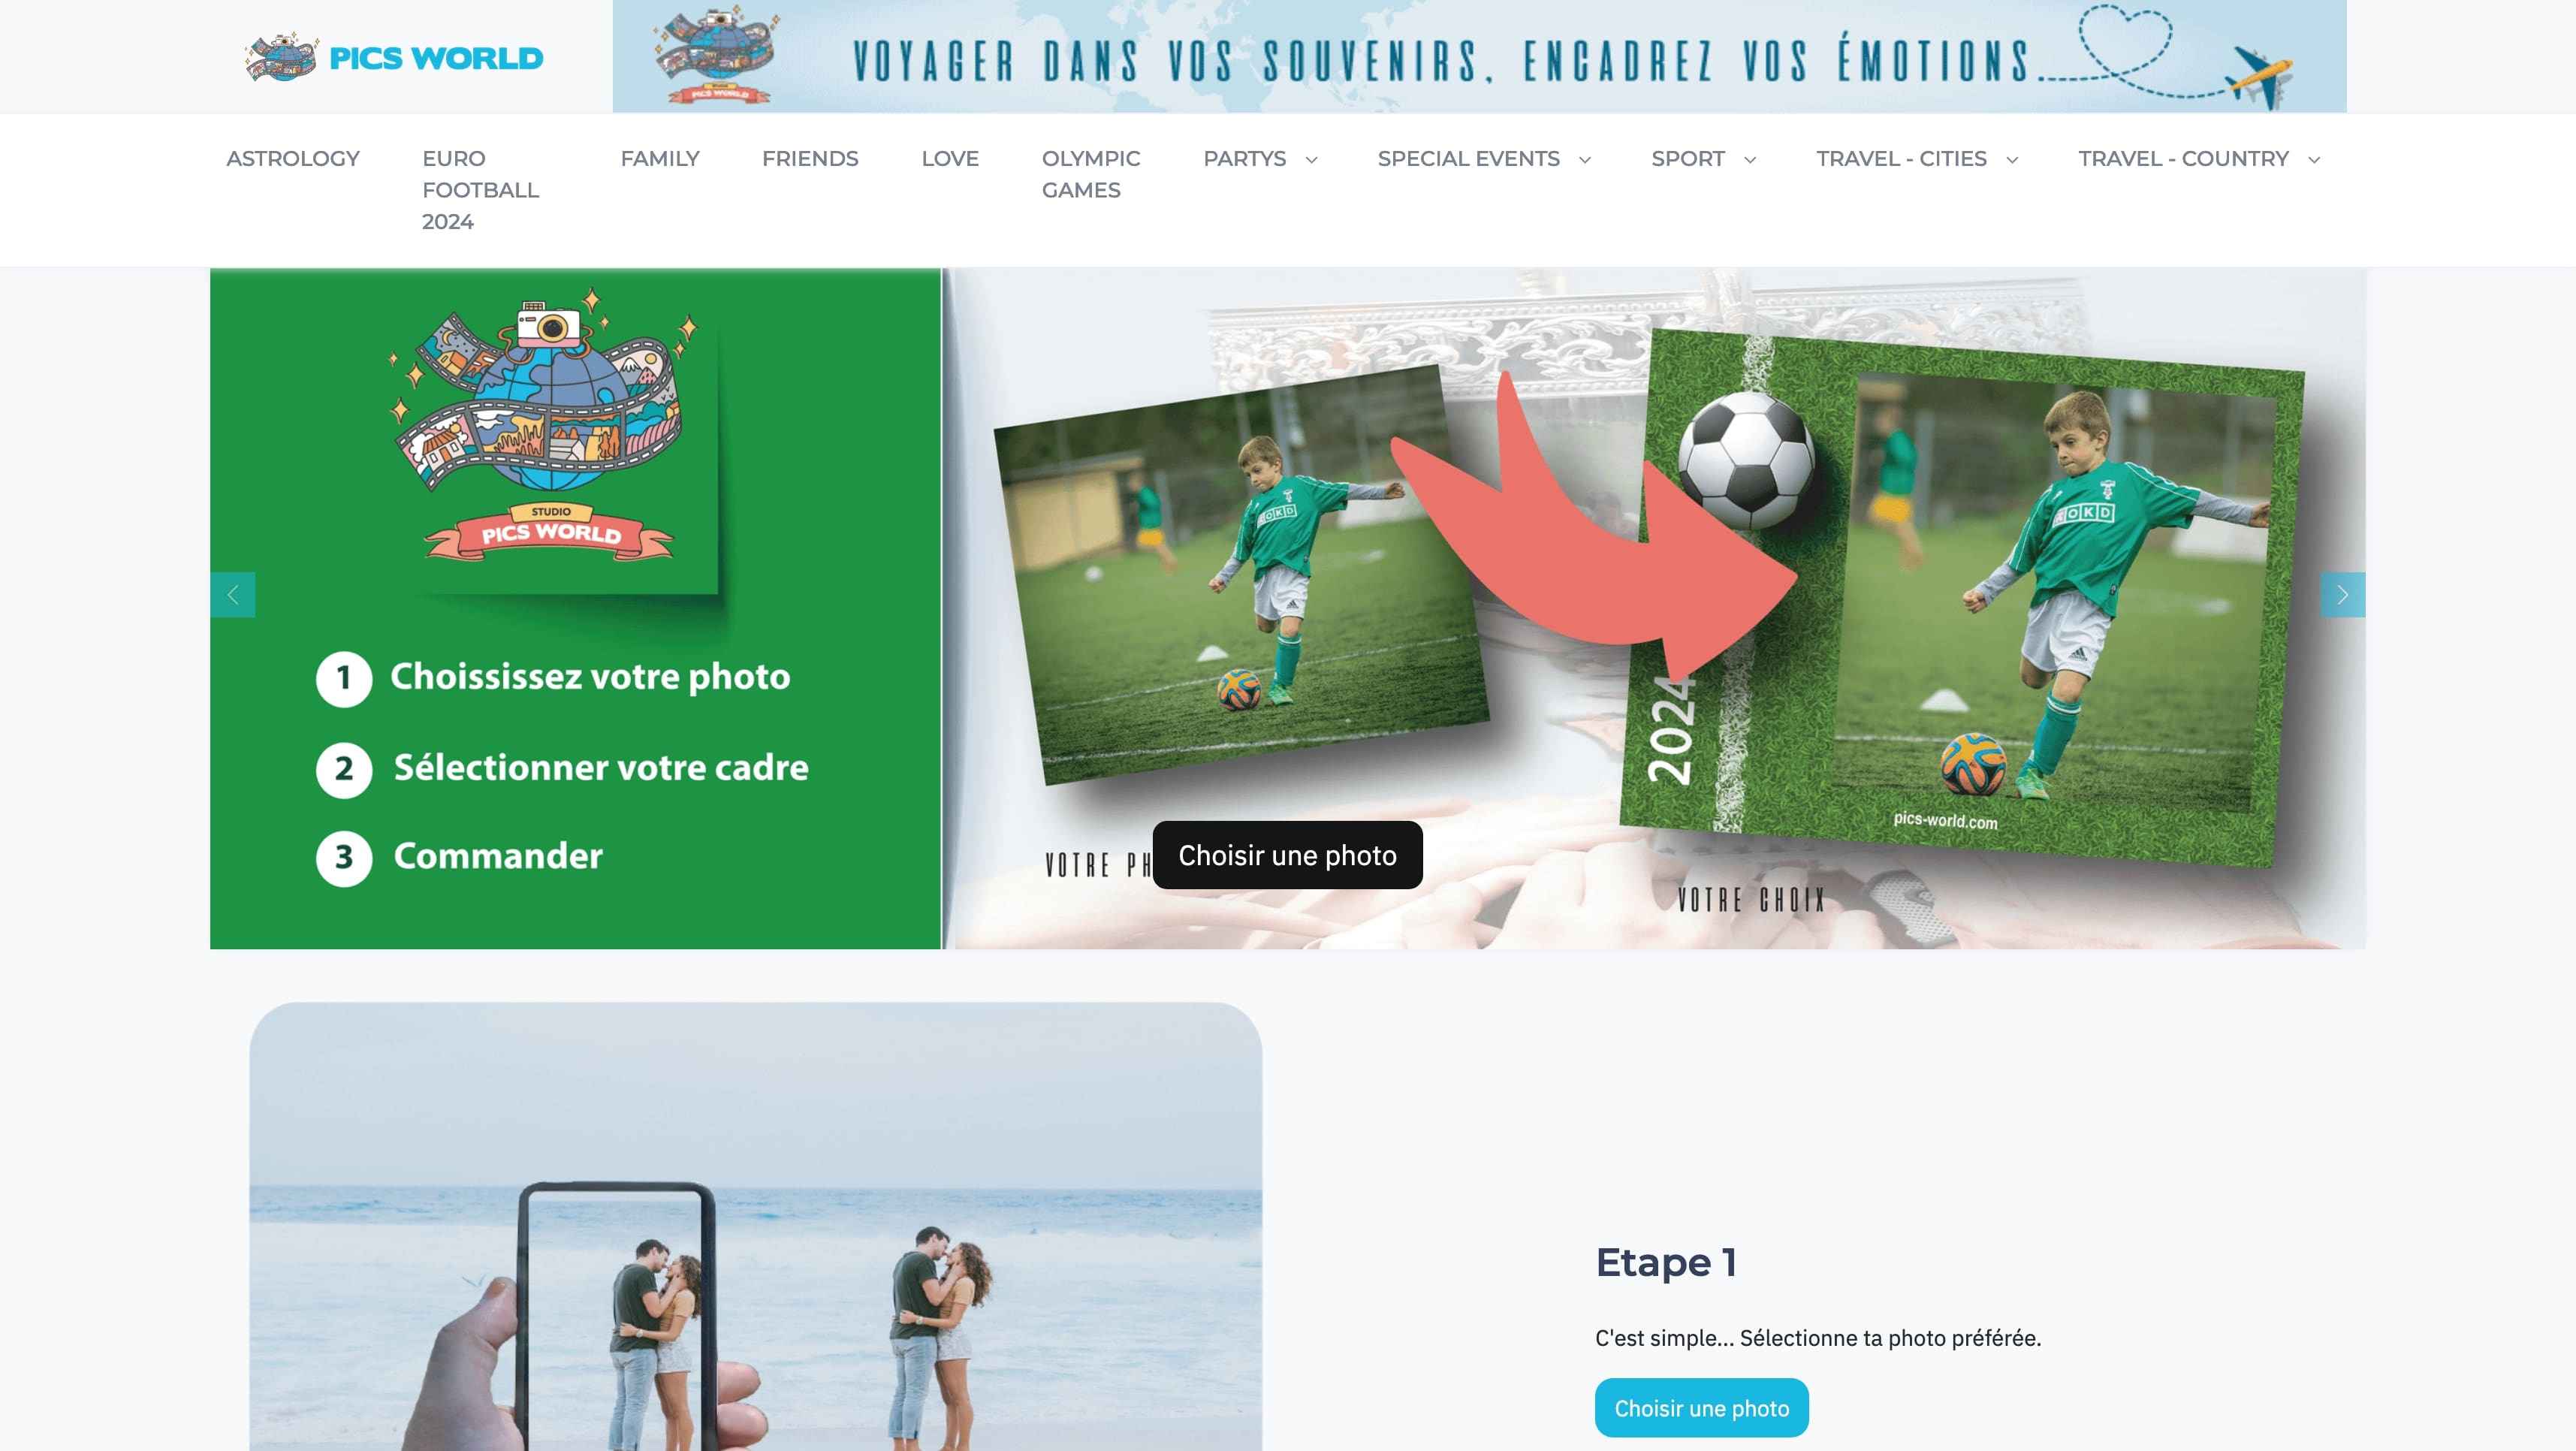 PICS WORLD
PICS WORLD
VOYAGER DANS VOS SOUVENIRS, ENCADREZ VOS ÉMOTIONS...
ASTROLOGY
EURO
FOOTBALL
2024
FAMILY
FRIENDS
LOVE
OLYMPIC
GAMES
PARTYS
SPECIAL EVENTS
SPORT
TRAVEL - CITIES
TRAVEL - COUNTRY
STUDIO
PICS WORLD
1 Choississez votre photo
2 Sélectionner votre cadre
3 Commander
OKD
OKD
2024
pics-world.com
VOTRE PH
Choisir une photo
VOTRE CHOIX
Etape 1
C'est simple... Sélectionne ta photo préférée.
Choisir une photo